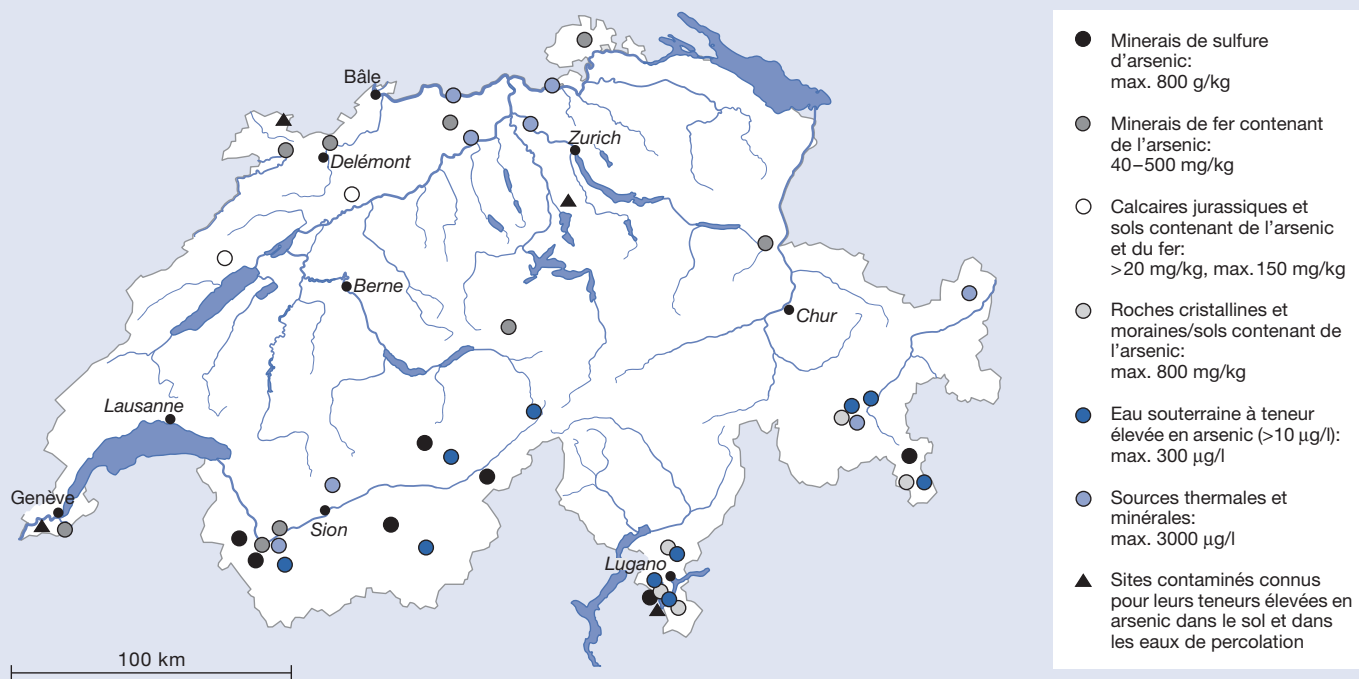 Bâle
Delémont
Zurich
Berne
Chur
Lausanne
Genève
Sion
Lugano
100 km
Minerais de sulfure
d'arsenic:
max. 800 g/kg
Minerais de fer contenant
de l'arsenic:
40–500 mg/kg
Calcaires jurassiques et
sols contenant de l'arsenic
et du fer:
>20 mg/kg, max. 150 mg/kg
Roches cristallines et
moraines/sols contenant de
l'arsenic:
max. 800 mg/kg
Eau souterraine à teneur
élevée en arsenic (>10 µg/l):
max. 300 µg/l
Sources thermales et
minérales:
max. 3000 µg/l
Sites contaminés connus
pour leurs teneurs élevées en
arsenic dans le sol et dans
les eaux de percolation